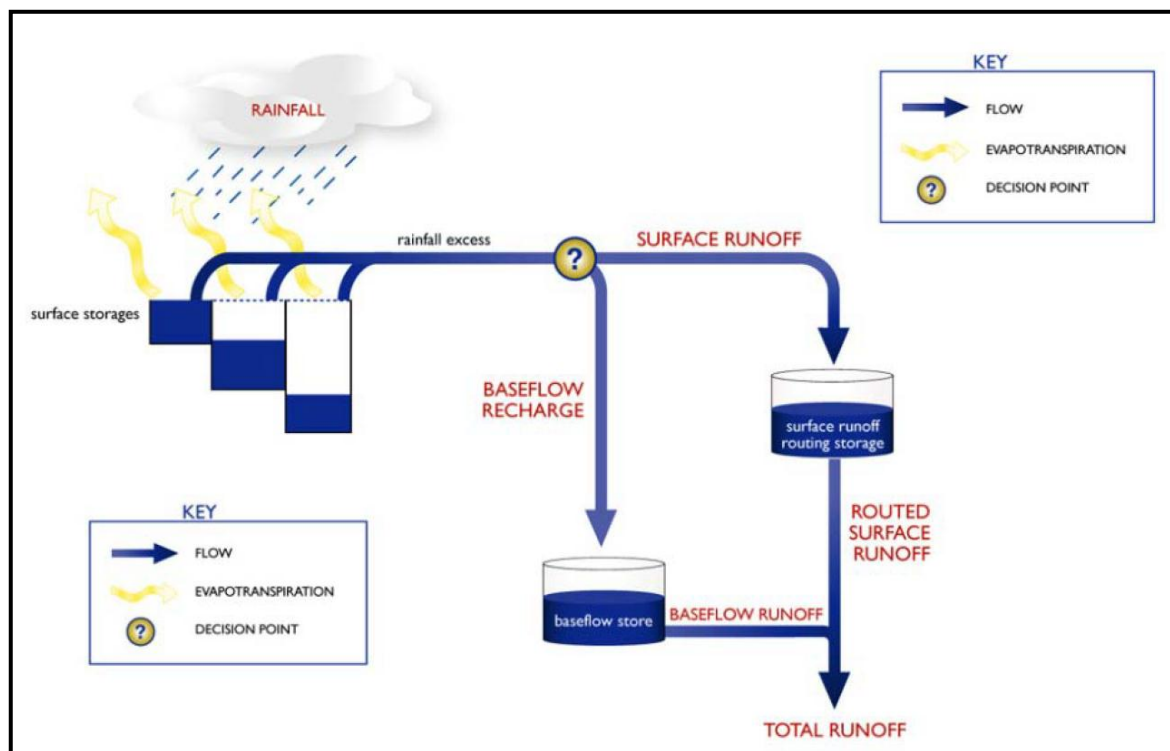 KEY
FLOW
EVAPOTRANSPIRATION
?
DECISION POINT
RAINFALL
rainfall excess
?
SURFACE RUNOFF
surface storages
BASEFLOW
RECHARGE
surface runoff
routing storage
KEY
FLOW
EVAPOTRANSPIRATION
?
DECISION POINT
ROUTED
SURFACE
RUNOFF
baseflow store
BASEFLOW RUNOFF
TOTAL RUNOFF